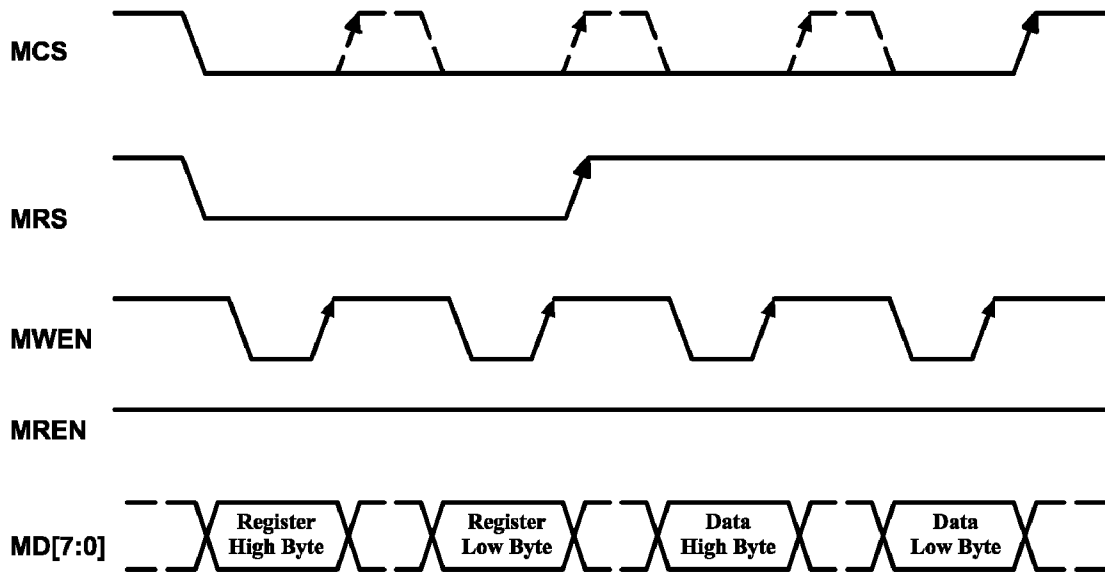 MCS
MRS
MWEN
MREN
MD[7:0]
Register
High Byte
Register
Low Byte
Data
High Byte
Data
Low Byte